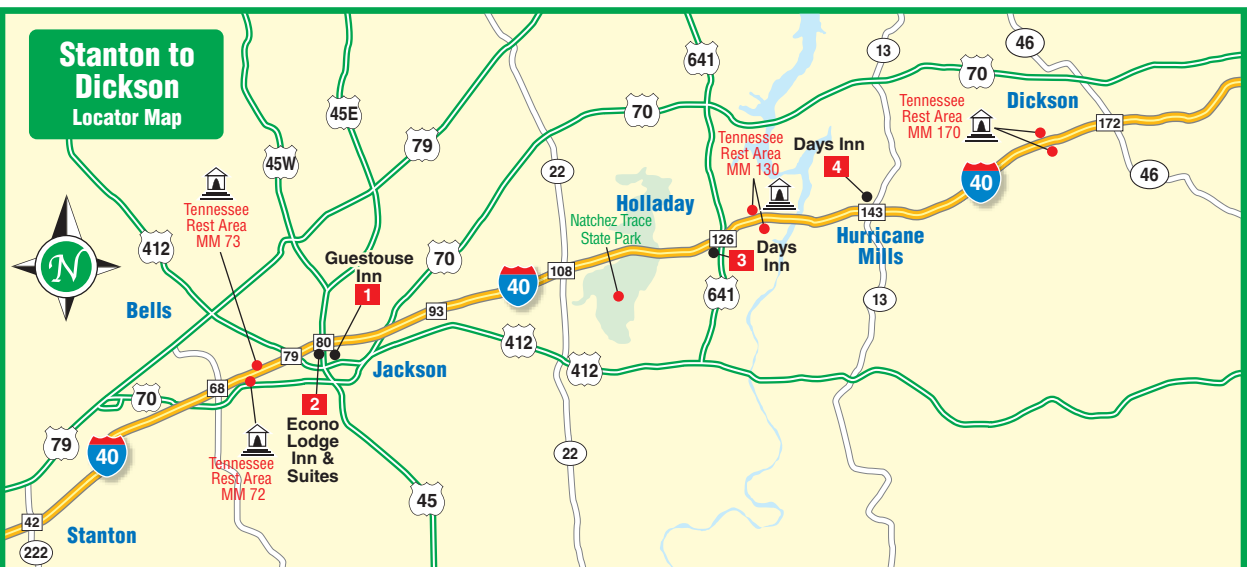 Stanton to
Dickson
Locator Map
45E
45W
79
412
Tennessee
Rest Area
MM 73
N
Bells
Guestouse
Inn
1
70
22
641
70
13
70
46
Tennessee
Rest Area
MM 170
Dickson
172
46
Tennessee
Rest Area
MM 130
Days Inn
4
40
143
Hurricane
Mills
Holladay
Natchez Trace
State Park
126
3
Days
Inn
641
13
108
40
93
80
79
412
412
Jackson
68
70
79
40
2
Econo
Lodge
Inn &
Suites
Tennessee
Rest Area
MM 72
45
22
42
222
Stanton